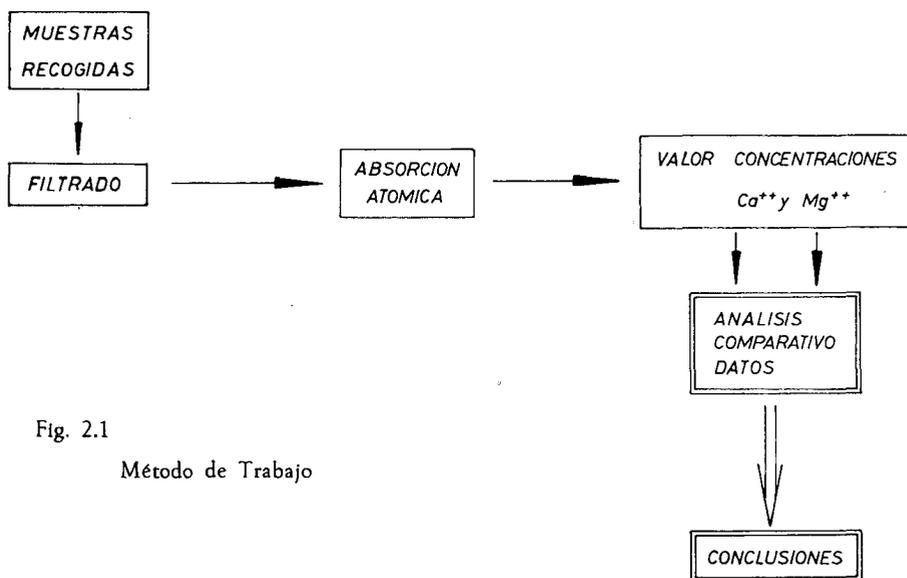 MUESTRAS
RECOGIDAS
FILTRADO
ABSORCION
ATOMICA
VALOR CONCENTRACIONES
Ca⁺⁺ y Mg⁺⁺
ANALISIS
COMPARATIVO
DATOS
CONCLUSIONES
Fig. 2.1
Método de Trabajo